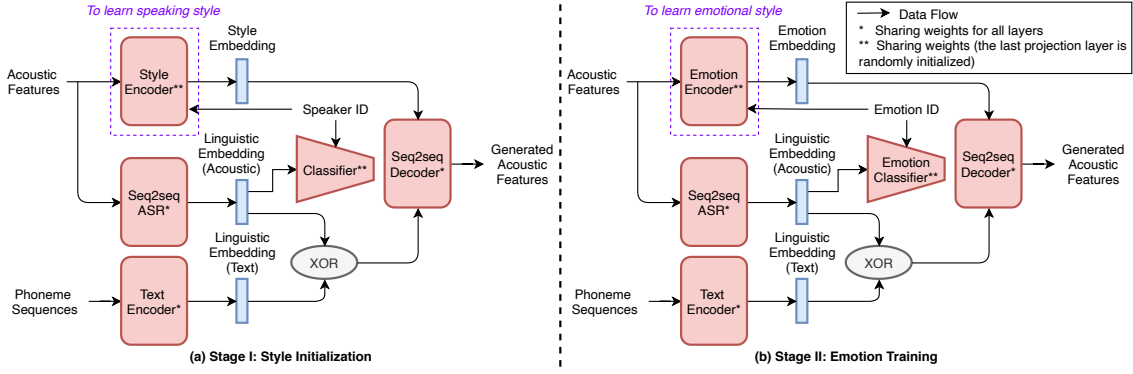 To learn speaking style
Style
Embedding
Acoustic
Features
Style
Encoder**
Speaker ID
Linguistic
Embedding
(Acoustic)
Classifier**
Seq2seq
Decoder*
Generated
Acoustic
Features
Seq2seq
ASR*
Linguistic
Embedding
(Text)
XOR
Phoneme
Sequences
Text
Encoder*
(a) Stage I: Style Initialization
To learn emotional style
Emotion
Embedding
Data Flow
* Sharing weights for all layers
** Sharing weights (the last projection layer is
randomly initialized)
Acoustic
Features
Emotion
Encoder**
Emotion ID
Linguistic
Embedding
(Acoustic)
Emotion
Classifier**
Seq2seq
Decoder*
Generated
Acoustic
Features
Seq2seq
ASR*
Linguistic
Embedding
(Text)
XOR
Phoneme
Sequences
Text
Encoder*
(b) Stage II: Emotion Training